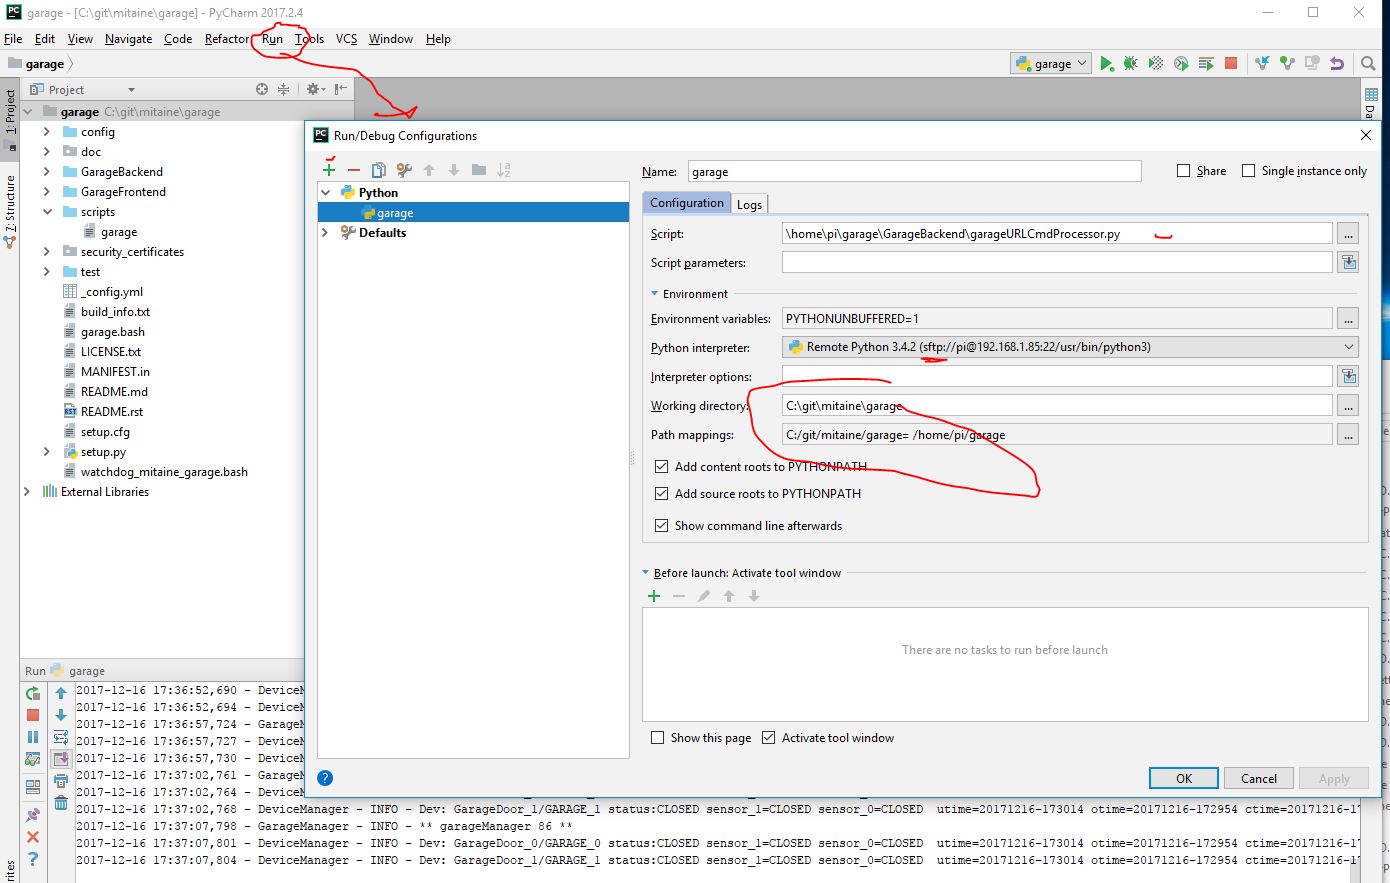 garage - [C:\git\mitaine\garage] - PyCharm 2017.2.4
File Edit View Navigate Code Refactor Run Tools VCS Window Help
garage
garage
1: Project
7: Structure
Project
garage C:\git\mitaine\garage
config
doc
GarageBackend
GarageFrontend
scripts
garage
security_certificates
test
_config.yml
build_info.txt
garage.bash
LICENSE.txt
MANIFEST.in
README.md
README.rst
setup.cfg
setup.py
watchdog_mitaine_garage.bash
External Libraries
Run/Debug Configurations
Python
garage
Defaults
Name: garage
Share Single instance only
Configuration Logs
Script: \home\pi\garage\GarageBackend\garageURLCmdProcessor.py
Script parameters:
Environment
Environment variables: PYTHONUNBUFFERED=1
Python interpreter: Remote Python 3.4.2 (sftp://pi@192.168.1.85:22/usr/bin/python3)
Interpreter options:
Working directory: C:\git\mitaine\garage
Path mappings: C:/git/mitaine/garage= /home/pi/garage
Add content roots to PYTHONPATH
Add source roots to PYTHONPATH
Show command line afterwards
Before launch: Activate tool window
There are no tasks to run before launch
Show this page Activate tool window
OK Cancel Apply
Run garage
2017-12-16 17:36:52,690 - DeviceM
2017-12-16 17:36:52,694 - DeviceM
2017-12-16 17:36:57,724 - GarageM
2017-12-16 17:36:57,727 - DeviceM
2017-12-16 17:36:57,730 - DeviceM
2017-12-16 17:37:02,761 - GarageM
2017-12-16 17:37:02,764 - DeviceM
2017-12-16 17:37:02,768 - DeviceManager - INFO - Dev: GarageDoor_1/GARAGE_1 status:CLOSED sensor_1=CLOSED sensor_0=CLOSED utime=20171216-173014 otime=20171216-172954 ctime=20171216-17
2017-12-16 17:37:07,798 - GarageManager - INFO - ** garageManager 86 **
2017-12-16 17:37:07,801 - DeviceManager - INFO - Dev: GarageDoor_0/GARAGE_0 status:CLOSED sensor_1=CLOSED sensor_0=CLOSED utime=20171216-173014 otime=20171216-172954 ctime=20171216-17
2017-12-16 17:37:07,804 - DeviceManager - INFO - Dev: GarageDoor_1/GARAGE_1 status:CLOSED sensor_1=CLOSED sensor_0=CLOSED utime=20171216-173014 otime=20171216-172954 ctime=20171216-17